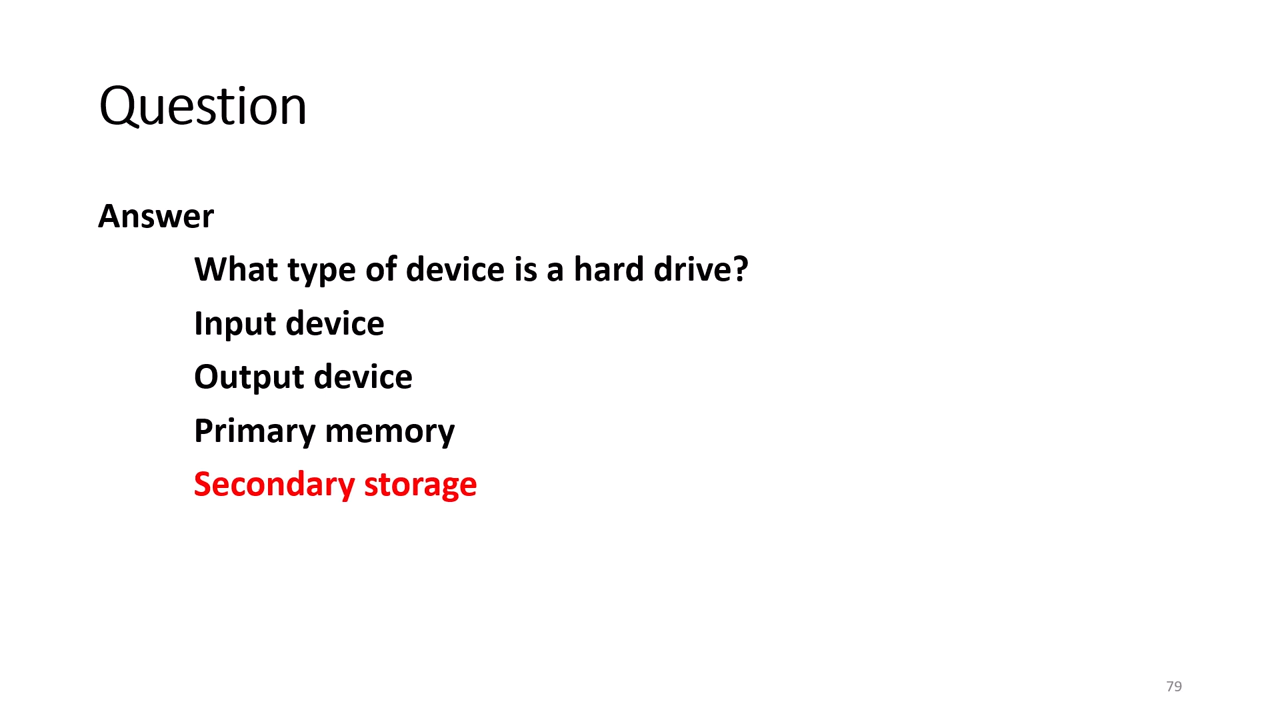 Question
Answer
What type of device is a hard drive?
Input device
Output device
Primary memory
Secondary storage
79